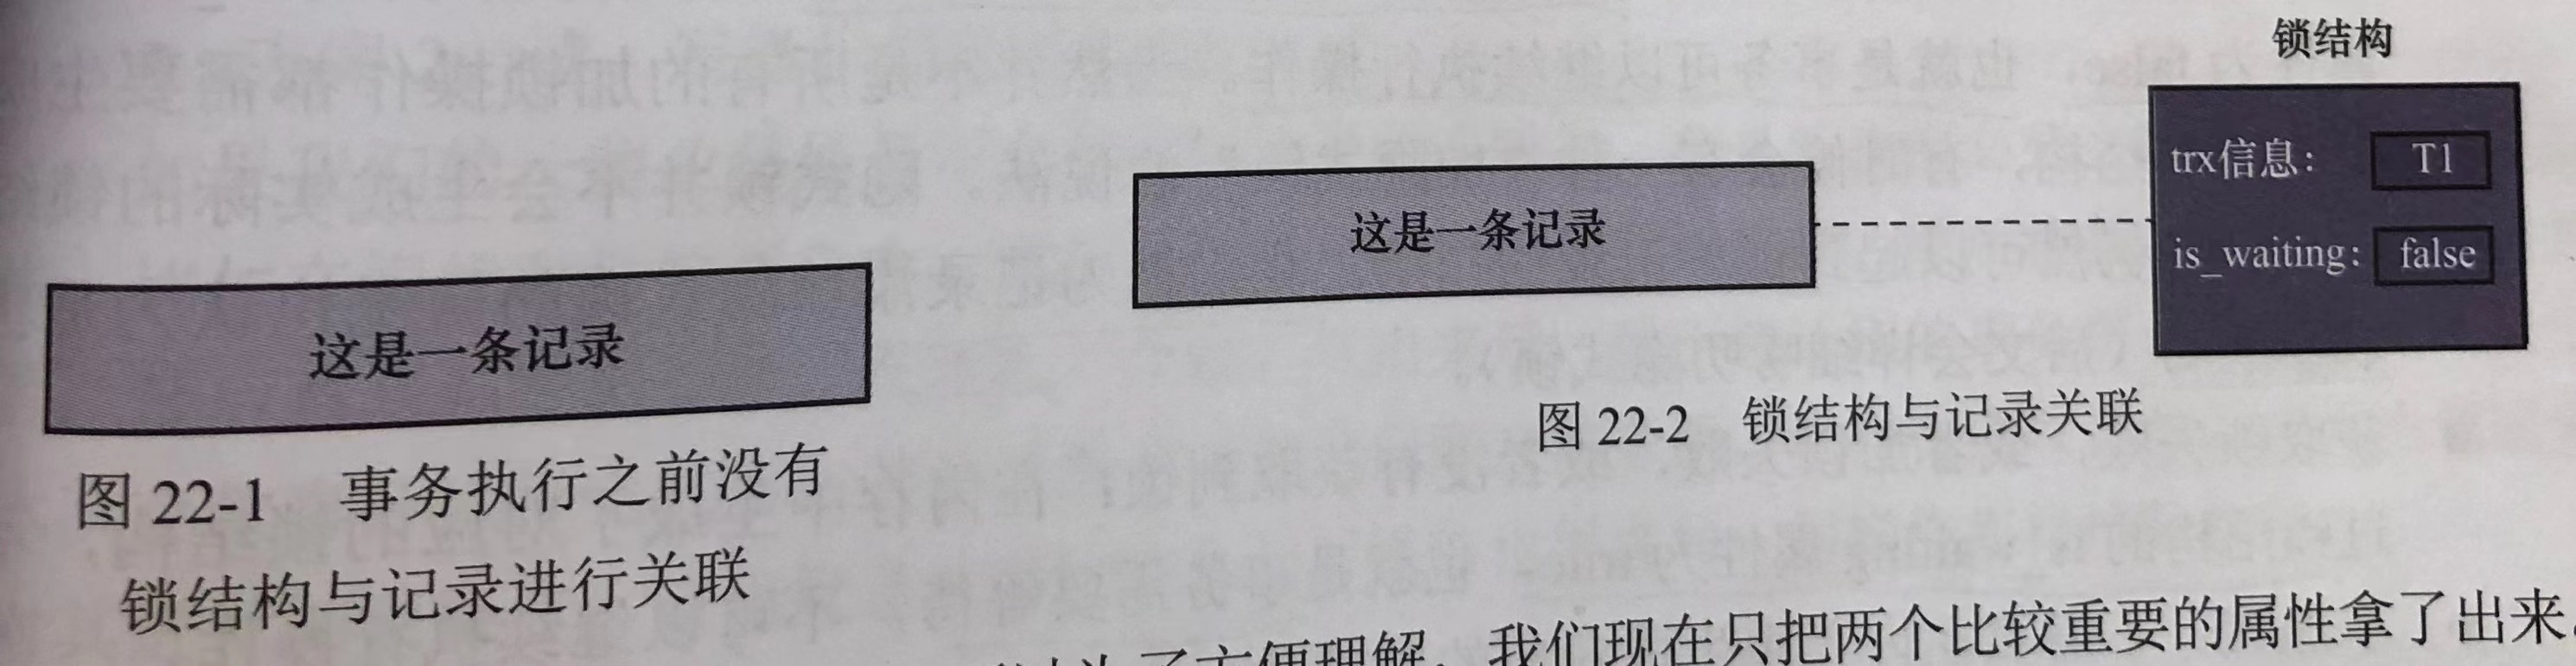 这是一条记录
图 22-1 事务执行之前没有
锁结构与记录进行关联
锁结构
这是一条记录
trx信息: T1
is_waiting: false
图 22-2 锁结构与记录关联
为了方便理解，我们现在只把两个比较重要的属性拿了出来